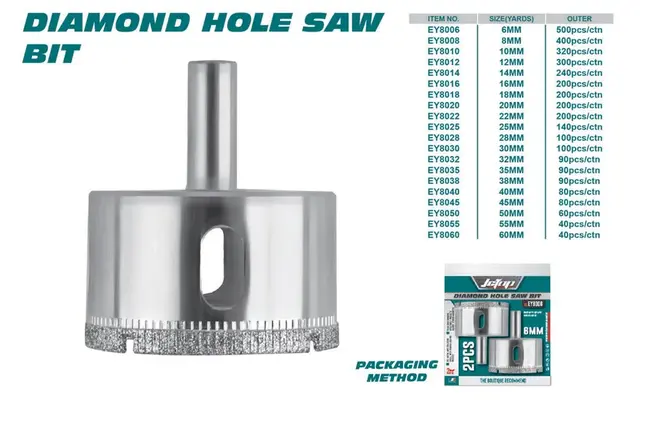 DIAMOND HOLE SAW
BIT
ITEM NO. SIZE(YARDS) OUTER
EY8006 6MM 500pcs/ctn
EY8008 8MM 400pcs/ctn
EY8010 10MM 320pcs/ctn
EY8012 12MM 300pcs/ctn
EY8014 14MM 240pcs/ctn
EY8016 16MM 200pcs/ctn
EY8018 18MM 200pcs/ctn
EY8020 20MM 200pcs/ctn
EY8022 22MM 200pcs/ctn
EY8025 25MM 140pcs/ctn
EY8028 28MM 100pcs/ctn
EY8030 30MM 100pcs/ctn
EY8032 32MM 90pcs/ctn
EY8035 35MM 90pcs/ctn
EY8038 38MM 90pcs/ctn
EY8040 40MM 80pcs/ctn
EY8045 45MM 80pcs/ctn
EY8050 50MM 60pcs/ctn
EY8055 55MM 40pcs/ctn
EY8060 60MM 40pcs/ctn
Jetop
DIAMOND HOLE SAW BIT
EY8008
8MM
2PCS
THE BOUTIQUE RECOMMEND
PACKAGING
METHOD